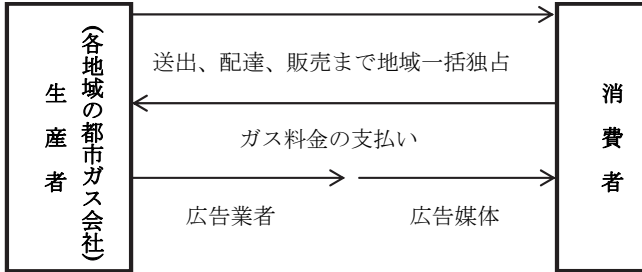 生産者
(各地域の都市ガス会社)
送出、配達、販売まで地域一括独占
ガス料金の支払い
広告業者
広告媒体
消費者